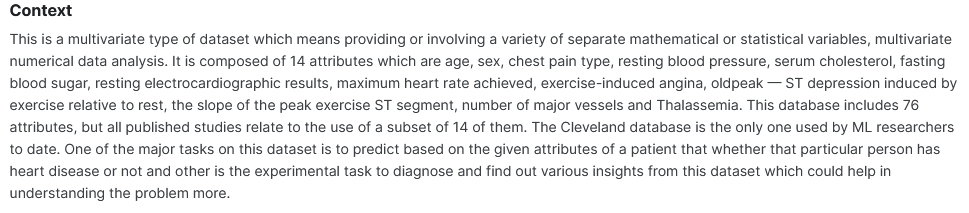 Context
This is a multivariate type of dataset which means providing or involving a variety of separate mathematical or statistical variables, multivariate
numerical data analysis. It is composed of 14 attributes which are age, sex, chest pain type, resting blood pressure, serum cholesterol, fasting
blood sugar, resting electrocardiographic results, maximum heart rate achieved, exercise-induced angina, oldpeak — ST depression induced by
exercise relative to rest, the slope of the peak exercise ST segment, number of major vessels and Thalassemia. This database includes 76
attributes, but all published studies relate to the use of a subset of 14 of them. The Cleveland database is the only one used by ML researchers
to date. One of the major tasks on this dataset is to predict based on the given attributes of a patient that whether that particular person has
heart disease or not and other is the experimental task to diagnose and find out various insights from this dataset which could help in
understanding the problem more.